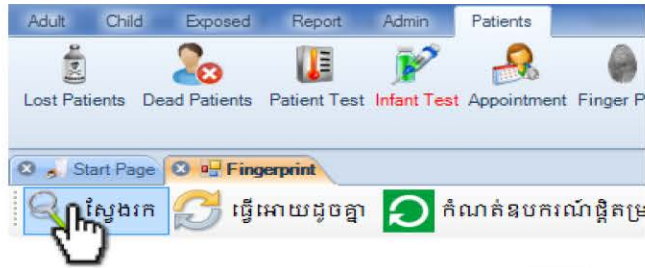 Adult Child Exposed Report Admin Patients
Lost Patients Dead Patients Patient Test Infant Test Appointment Finger P
Start Page Fingerprint
ស្វែងរក ធ្វើអោយដូចគ្នា កំណត់ឧបករណ៍ផ្តិតម្រ